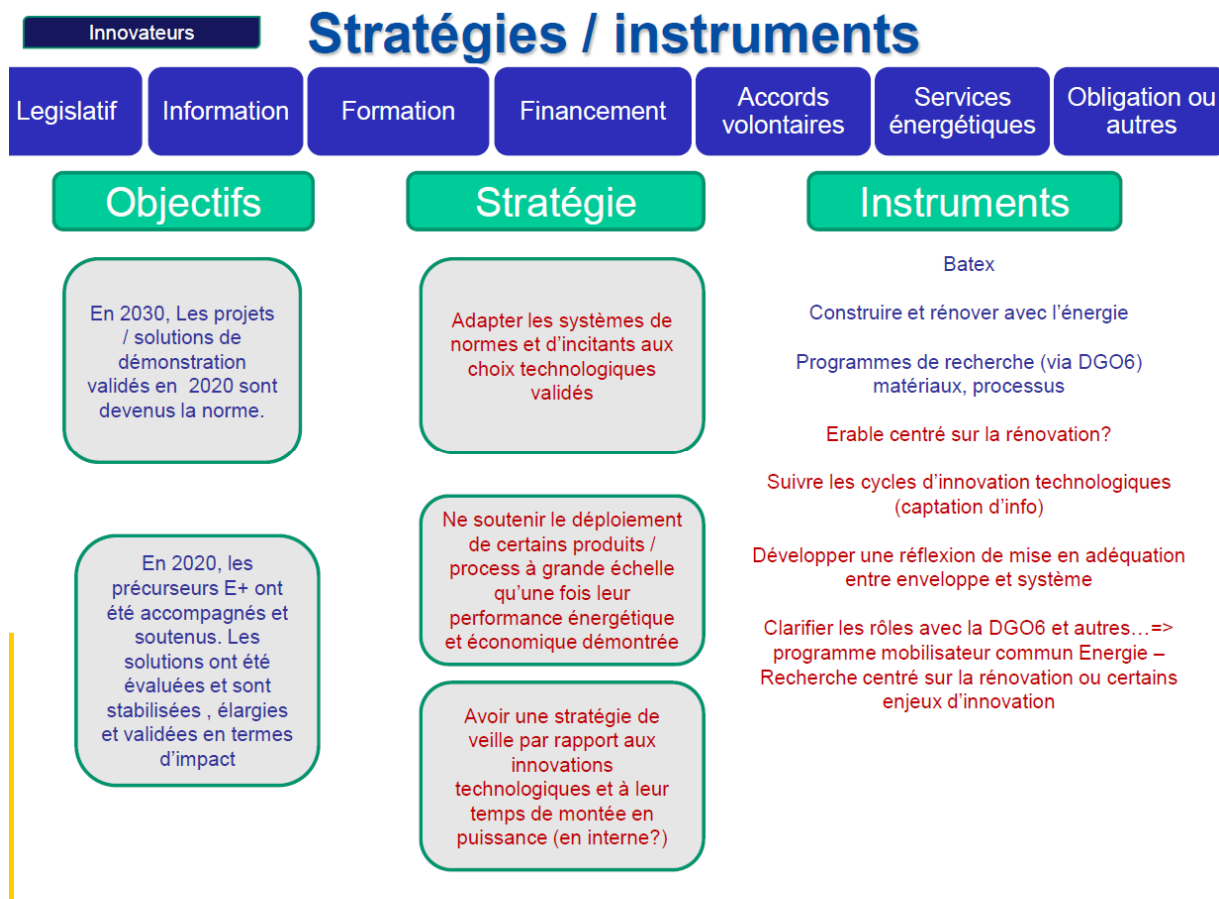 Innovateurs
Stratégies / instruments
Legislatif
Information
Formation
Financement
Accords
volontaires
Services
énergétiques
Obligation ou
autres
Objectifs
En 2030, Les projets
/ solutions de
démonstration
validés en 2020 sont
devenus la norme.
En 2020, les
précurseurs E+ ont
été accompagnés et
soutenus. Les
solutions ont été
évaluées et sont
stabilisées , élargies
et validées en termes
d’impact
Stratégie
Adapter les systèmes de
normes et d’incitants aux
choix technologiques
validés
Ne soutenir le déploiement
de certains produits /
process à grande échelle
qu’une fois leur
performance énergétique
et économique démontrée
Avoir une stratégie de
veille par rapport aux
innovations
technologiques et à leur
temps de montée en
puissance (en interne?)
Instruments
Batex
Construire et rénover avec l’énergie
Programmes de recherche (via DGO6)
matériaux, processus
Erable centré sur la rénovation?
Suivre les cycles d’innovation technologiques
(captation d’info)
Développer une réflexion de mise en adéquation
entre enveloppe et système
Clarifier les rôles avec la DGO6 et autres…=>
programme mobilisateur commun Energie –
Recherche centré sur la rénovation ou certains
enjeux d’innovation